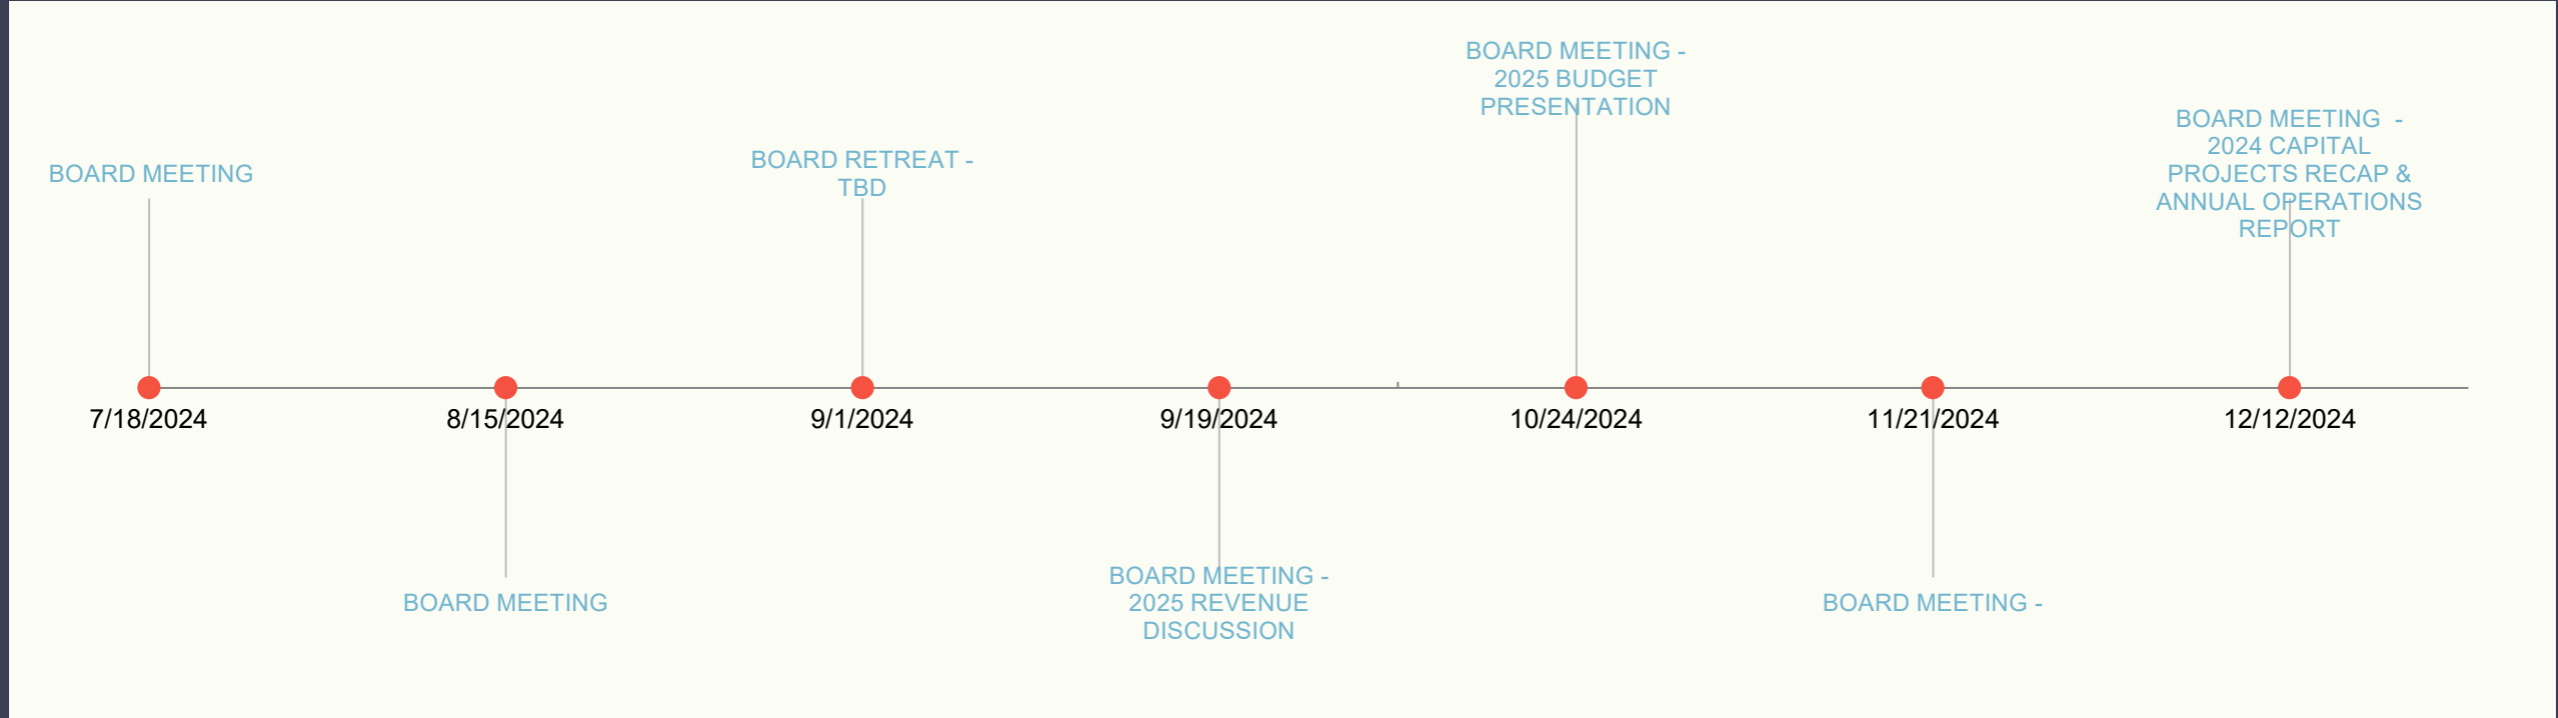 BOARD MEETING -
2025 BUDGET
PRESENTATION
BOARD MEETING  -
2024 CAPITAL
PROJECTS RECAP &
ANNUAL OPERATIONS
REPORT
BOARD RETREAT -
TBD
BOARD MEETING
7/18/2024
8/15/2024
9/1/2024
9/19/2024
10/24/2024
11/21/2024
12/12/2024
BOARD MEETING
BOARD MEETING -
2025 REVENUE
DISCUSSION
BOARD MEETING -